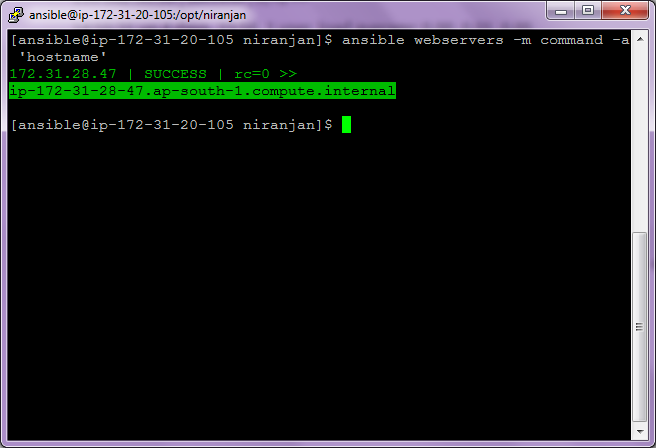 ansible@ip-172-31-20-105:/opt/niranjan
[ansible@ip-172-31-20-105 niranjan]$ ansible webservers -m command -a
'hostname'
172.31.28.47 | SUCCESS | rc=0 >>
ip-172-31-28-47.ap-south-1.compute.internal
[ansible@ip-172-31-20-105 niranjan]$